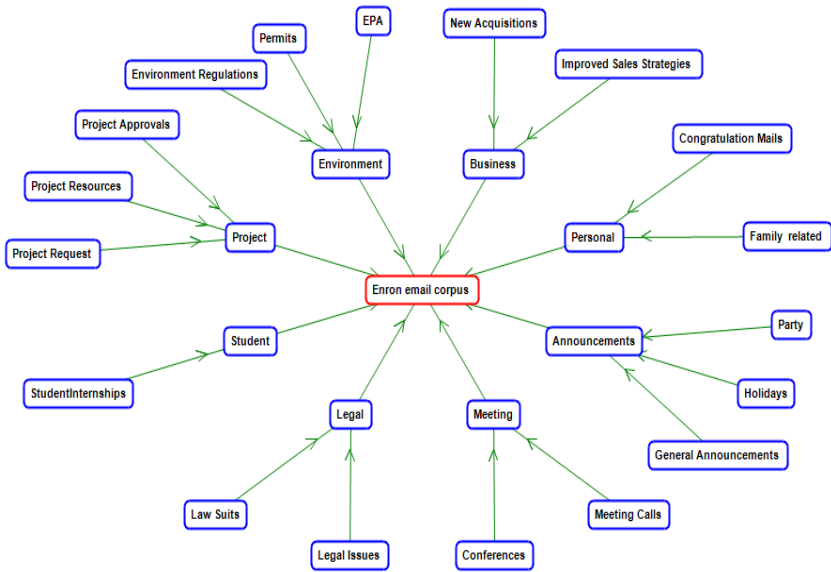 EPA
New Acquisitions
Permits
Improved Sales Strategies
Environment Regulations
Project Approvals
Congratulation Mails
Environment
Business
Project Resources
Project
Personal
Family related
Project Request
Enron email corpus
Party
Student
Announcements
StudentInternships
Holidays
Legal
Meeting
General Announcements
Law Suits
Meeting Calls
Legal Issues
Conferences